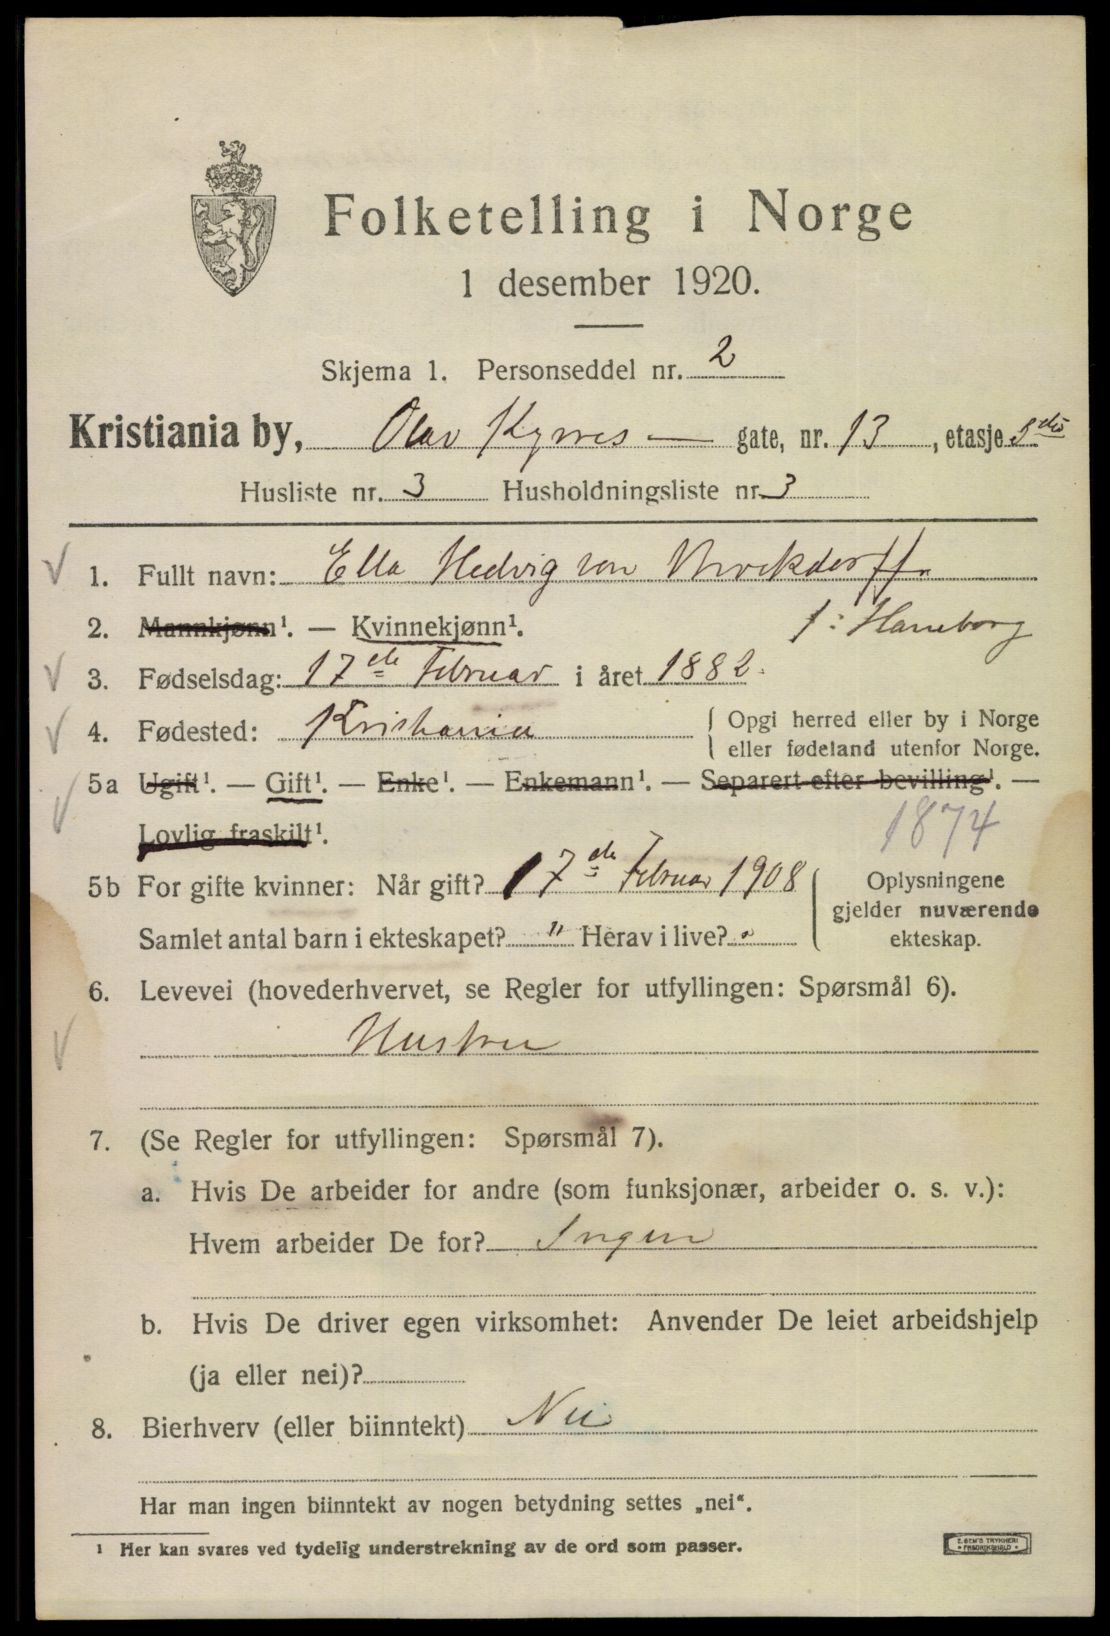 Folketelling i Norge
1 desember 1920.
Skjema 1. Personseddel nr. 2
Kristiania by, Olav Kyrres — gate, nr. 13, etasje 3die
Husliste nr. 3 Husholdningsliste nr. 3
1. Fullt navn: Ella Hedvig von Brockdorff.
2. Mannkjønn¹. — Kvinnekjønn¹. f: Haneborg
3. Fødselsdag: 17de Februar i året 1882.
4. Fødested: Kristiania { Opgi herred eller by i Norge
eller fødeland utenfor Norge.
5a Ugift¹. — Gift¹. — Enke¹. — Enkemann¹. — Separert efter bevilling¹. —
Lovlig fraskilt¹. 1874
5b For gifte kvinner: Når gift? 17de Februar 1908 { Oplysningene
gjelder nuværende
Samlet antal barn i ekteskapet? " Herav i live? ekteskap.
6. Levevei (hovederhvervet, se Regler for utfyllingen: Spørsmål 6).
Hustru
7. (Se Regler for utfyllingen: Spørsmål 7).
a. Hvis De arbeider for andre (som funksjonær, arbeider o. s. v.):
Hvem arbeider De for? Ingen
b. Hvis De driver egen virksomhet: Anvender De leiet arbeidshjelp
(ja eller nei)?
8. Bierhverv (eller biinntekt) Nei
Har man ingen biinntekt av nogen betydning settes „nei“.
¹ Her kan svares ved tydelig understrekning av de ord som passer.
E. SEM'S TRYKKERI
FREDRIKSHALD